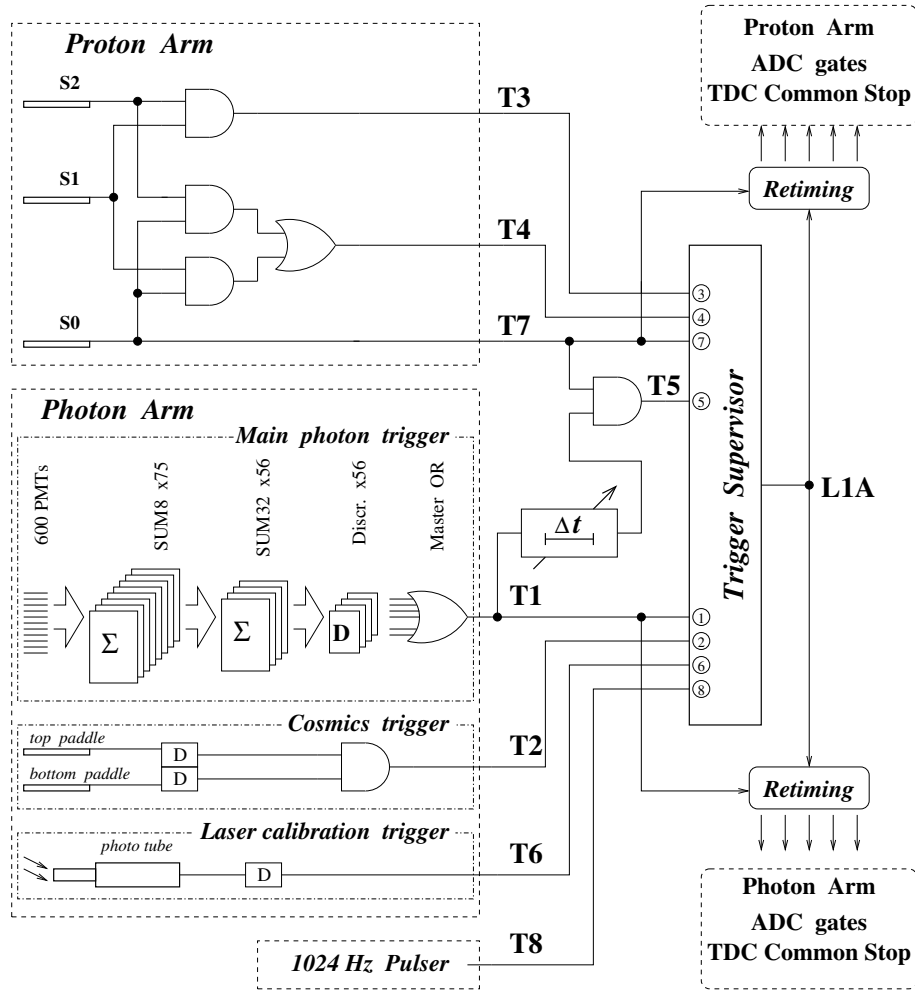 Proton Arm
S2
S1
S0
T3
T4
T7
T5
Proton Arm
ADC gates
TDC Common Stop
Retiming
3
4
7
5
1
2
6
8
Trigger Supervisor
L1A
Photon Arm
Main photon trigger
600 PMTs
SUM8 x75
SUM32 x56
Discr. x56
Master OR
Σ
Σ
D
Δt
T1
Cosmics trigger
top paddle
D
bottom paddle
D
T2
Laser calibration trigger
photo tube
D
T6
1024 Hz Pulser
T8
Retiming
Photon Arm
ADC gates
TDC Common Stop